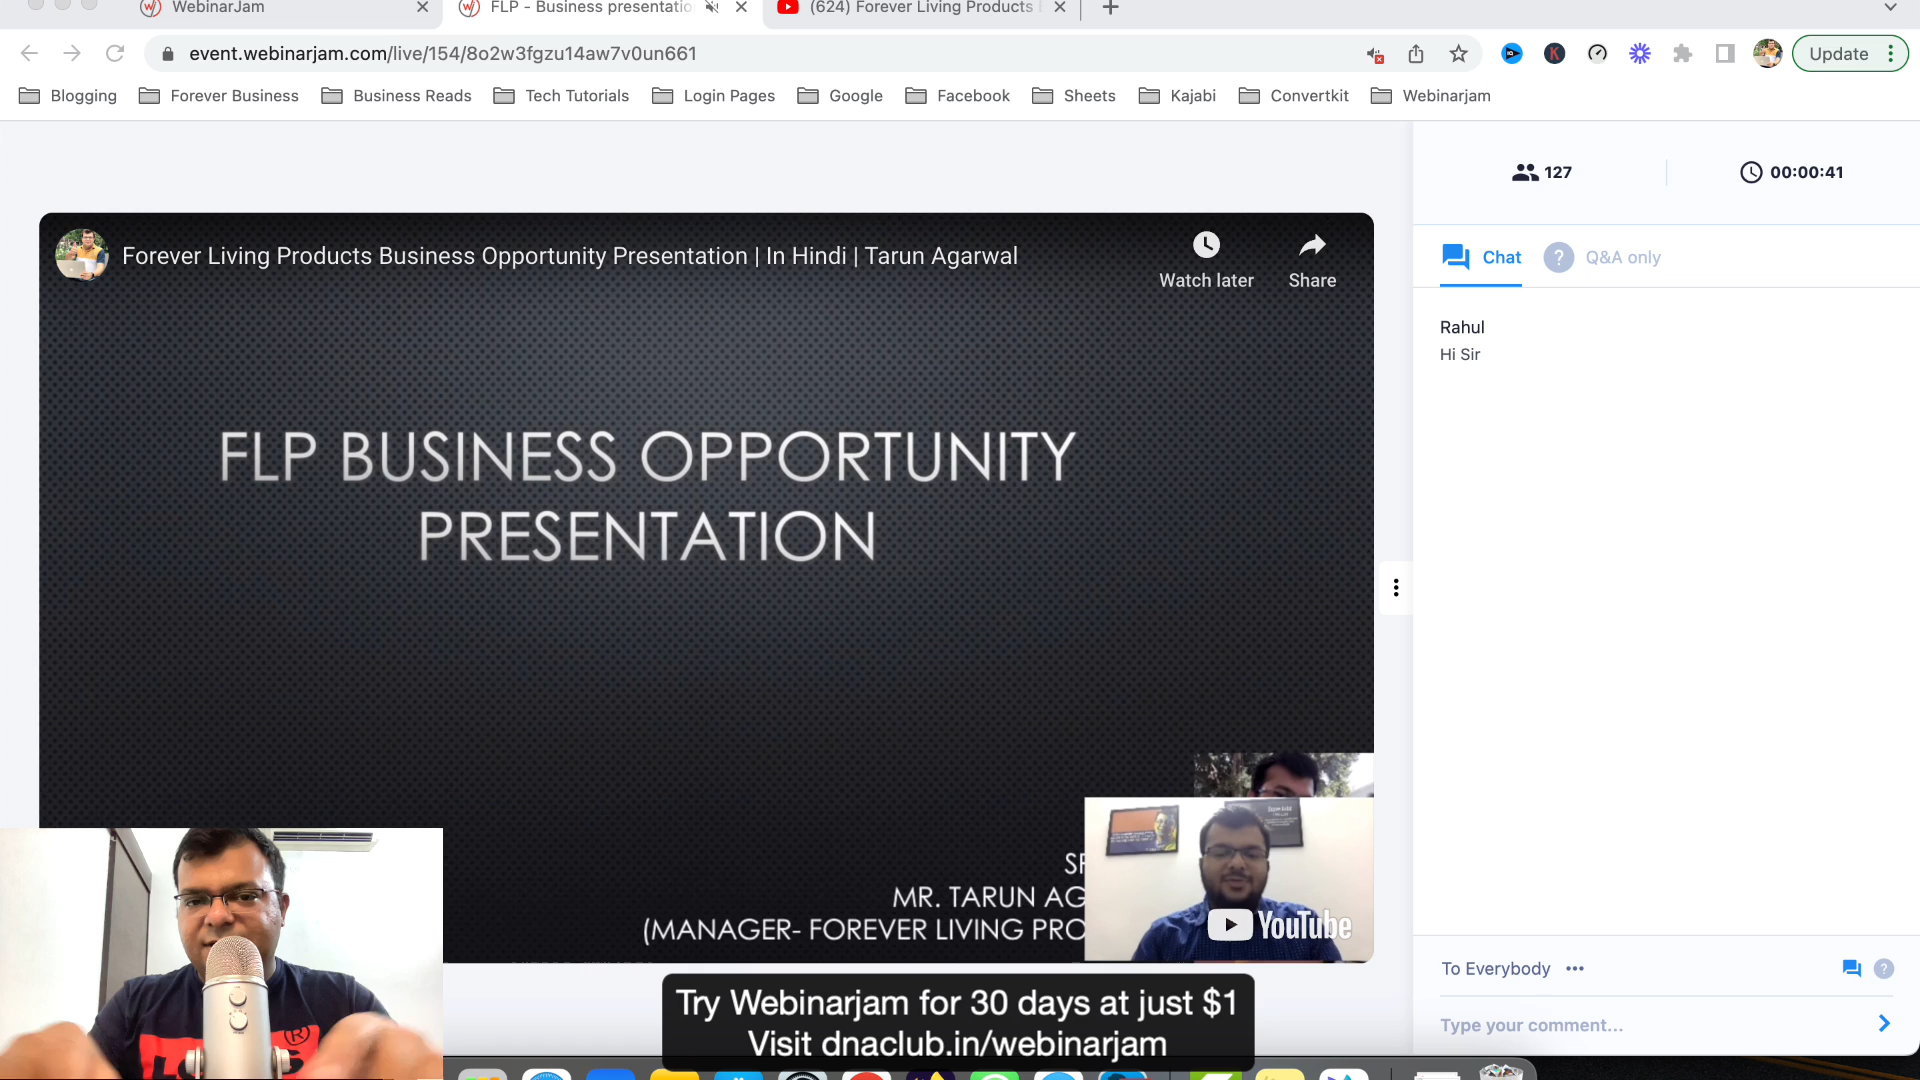 WebinarJam
FLP - Business presentatio
(624) Forever Living Products
event.webinarjam.com/live/154/8o2w3fgzu14aw7v0un661
Update
Blogging
Forever Business
Business Reads
Tech Tutorials
Login Pages
Google
Facebook
Sheets
Kajabi
Convertkit
Webinarjam
127
00:00:41
Forever Living Products Business Opportunity Presentation | In Hindi | Tarun Agarwal
Watch later
Share
Chat
? Q&A only
Rahul
Hi Sir
FLP BUSINESS OPPORTUNITY
PRESENTATION
MR. TARUN AG
(MANAGER- FOREVER LIVING PRO
YouTube
To Everybody
?
Type your comment...
Try Webinarjam for 30 days at just $1
Visit dnaclub.in/webinarjam